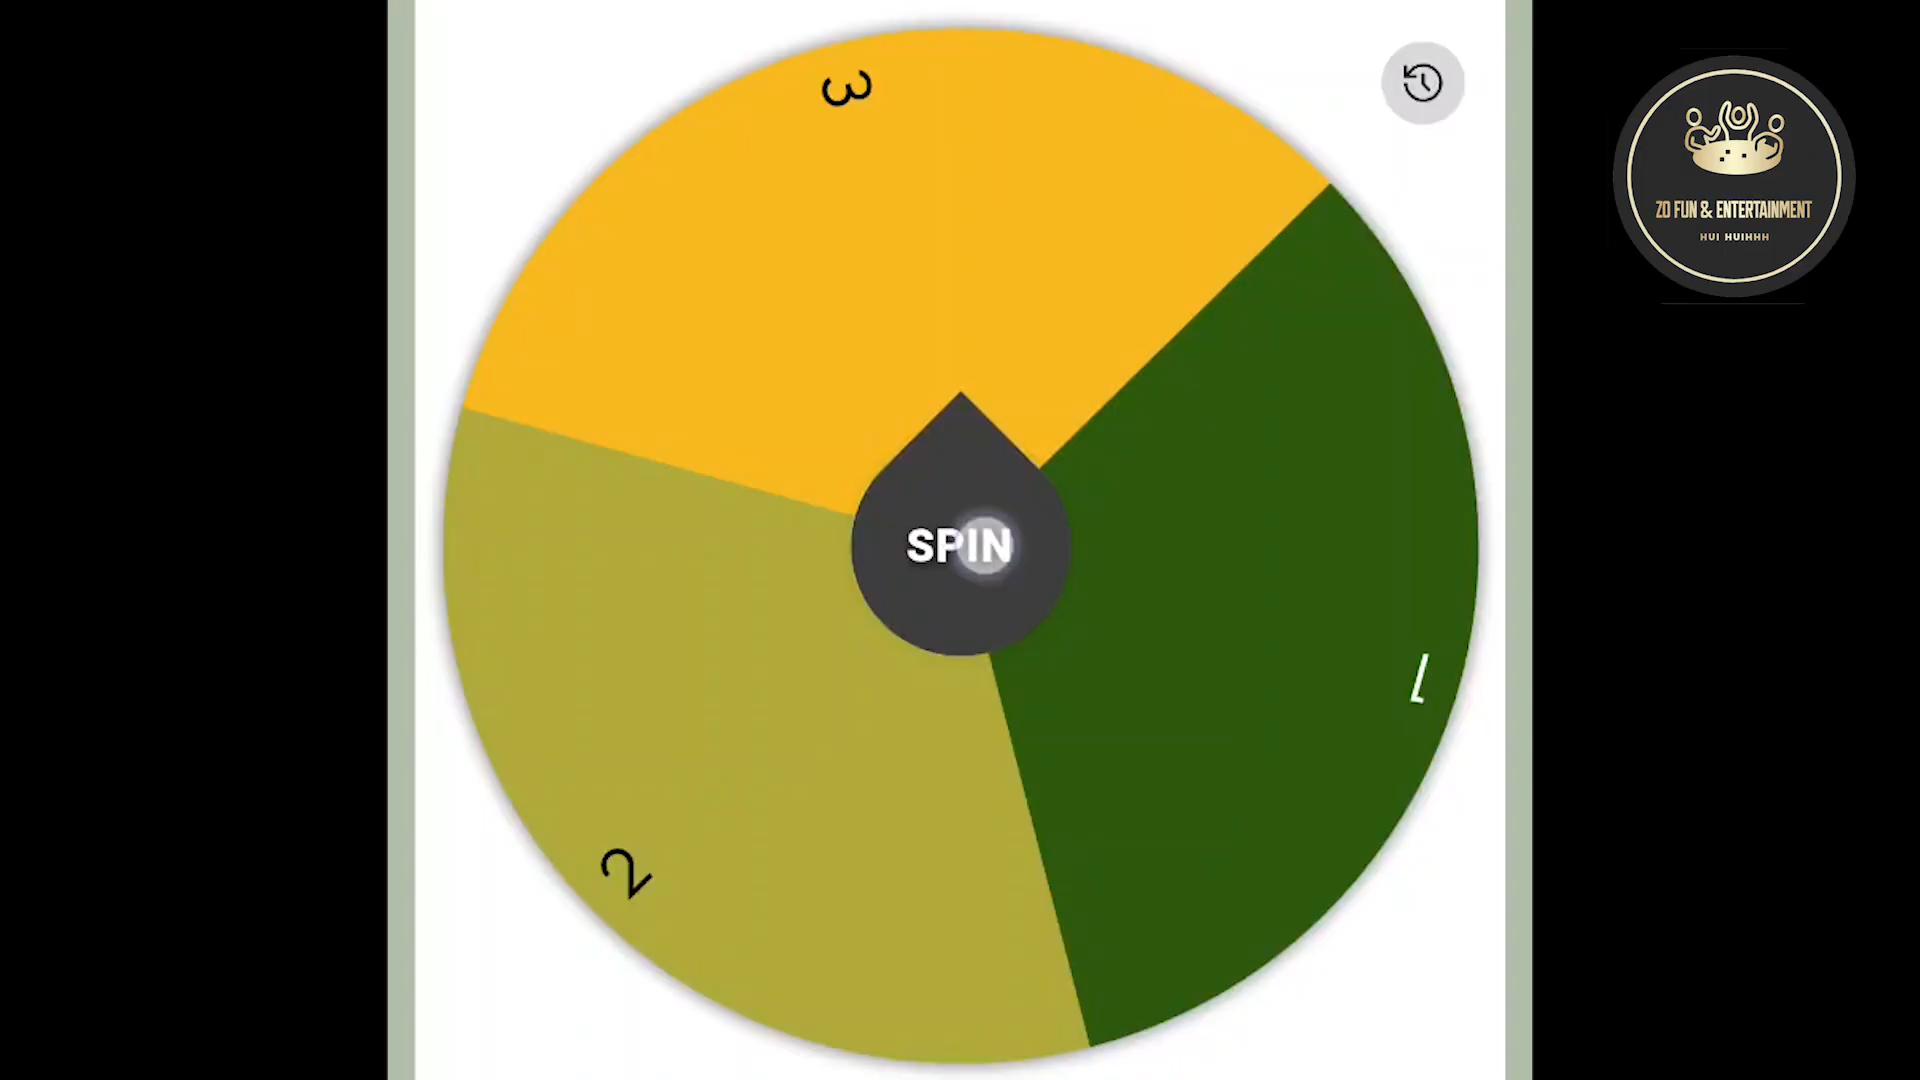 3
SPIN
1
2
ZO FUN & ENTERTAINMENT
HUI HUIHHH